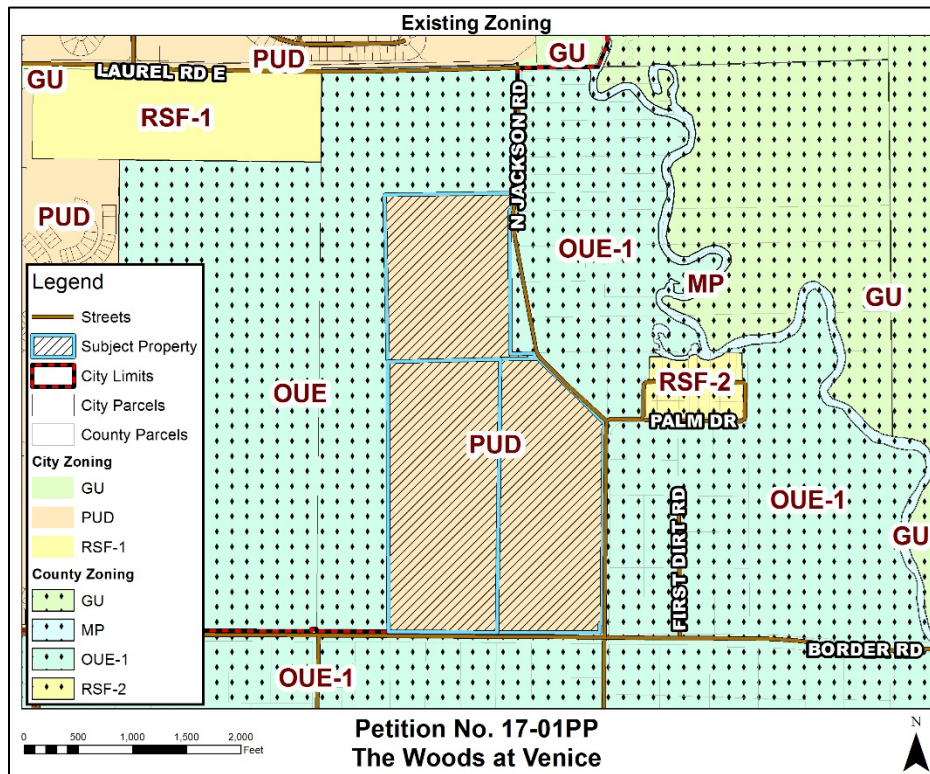 Existing Zoning
GU
LAUREL RD E
PUD
GU
RSF-1
N JACKSON RD
PUD
OUE-1
MP
GU
OUE
RSF-2
PALM DR
PUD
OUE-1
FIRST DIRT RD
GU
BORDER RD
OUE-1
Legend
Streets
Subject Property
City Limits
City Parcels
County Parcels
City Zoning
GU
PUD
RSF-1
County Zoning
GU
MP
OUE-1
RSF-2
0 500 1,000 1,500 2,000
Feet
Petition No. 17-01PP
The Woods at Venice
N